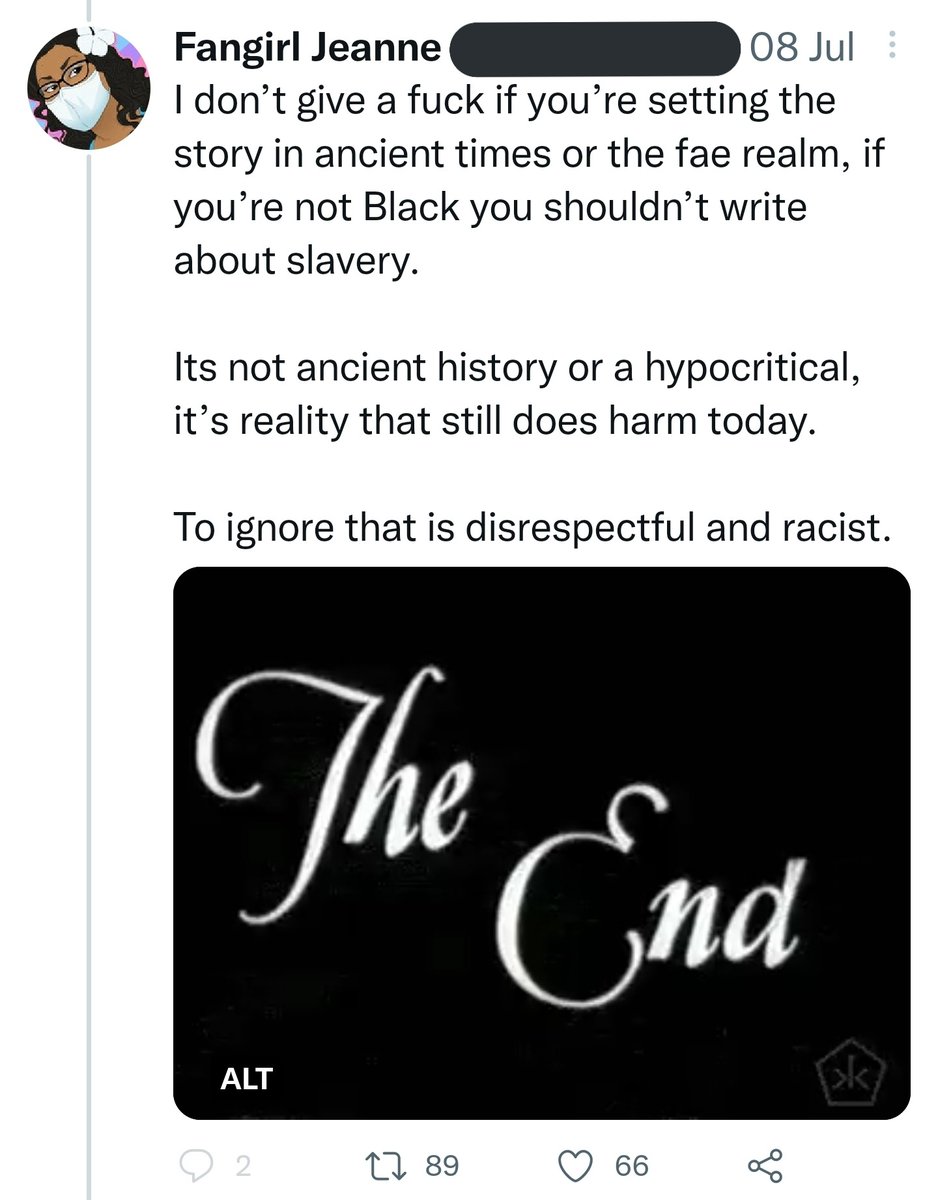 Fangirl Jeanne 08 Jul
I don’t give a fuck if you’re setting the
story in ancient times or the fae realm, if
you’re not Black you shouldn’t write
about slavery.
Its not ancient history or a hypocritical,
it’s reality that still does harm today.
To ignore that is disrespectful and racist.
The
End
ALT
2 89 66